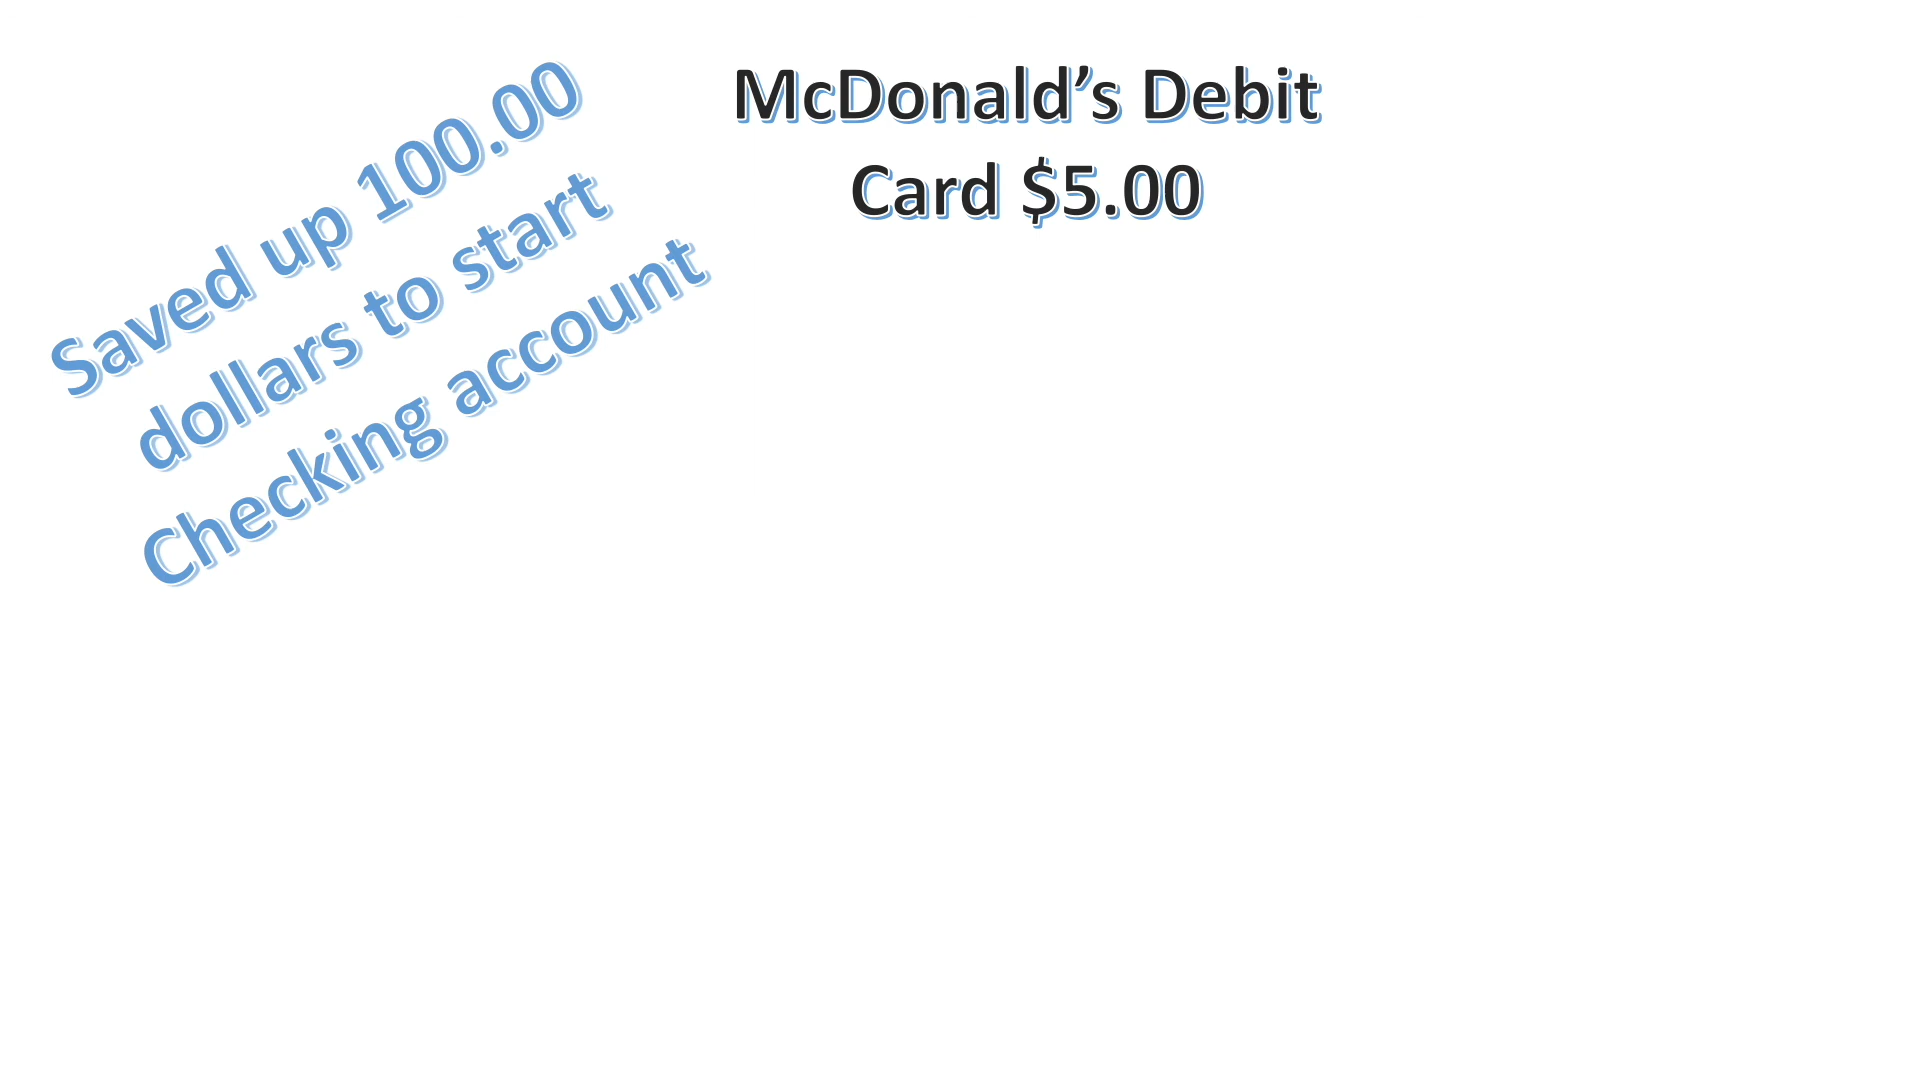 Saved up 100.00
dollars to start
Checking account
McDonald’s Debit
Card $5.00